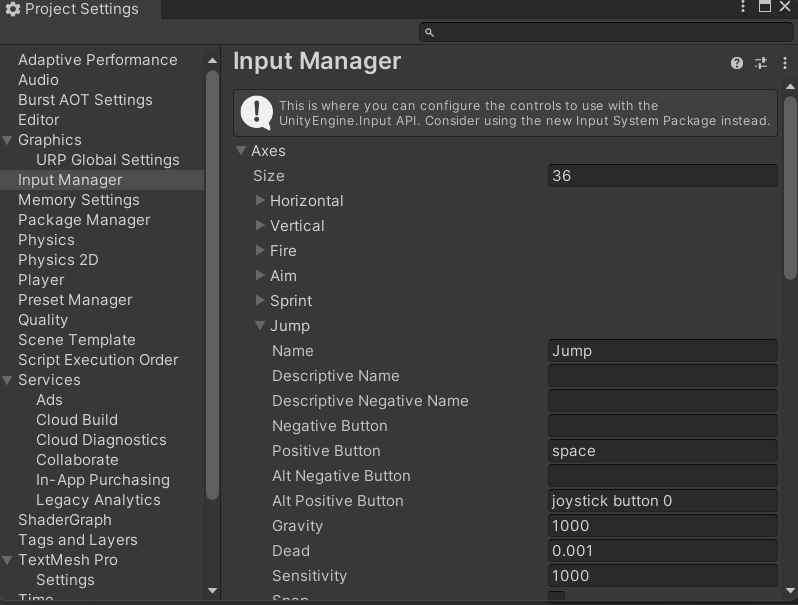 Project Settings
Adaptive Performance
Audio
Burst AOT Settings
Editor
Graphics
URP Global Settings
Input Manager
Memory Settings
Package Manager
Physics
Physics 2D
Player
Preset Manager
Quality
Scene Template
Script Execution Order
Services
Ads
Cloud Build
Cloud Diagnostics
Collaborate
In-App Purchasing
Legacy Analytics
ShaderGraph
Tags and Layers
TextMesh Pro
Settings
Time
Input Manager
This is where you can configure the controls to use with the
UnityEngine.Input API. Consider using the new Input System Package instead.
Axes
Size 36
Horizontal
Vertical
Fire
Aim
Sprint
Jump
Name Jump
Descriptive Name
Descriptive Negative Name
Negative Button
Positive Button space
Alt Negative Button
Alt Positive Button joystick button 0
Gravity 1000
Dead 0.001
Sensitivity 1000
Snap